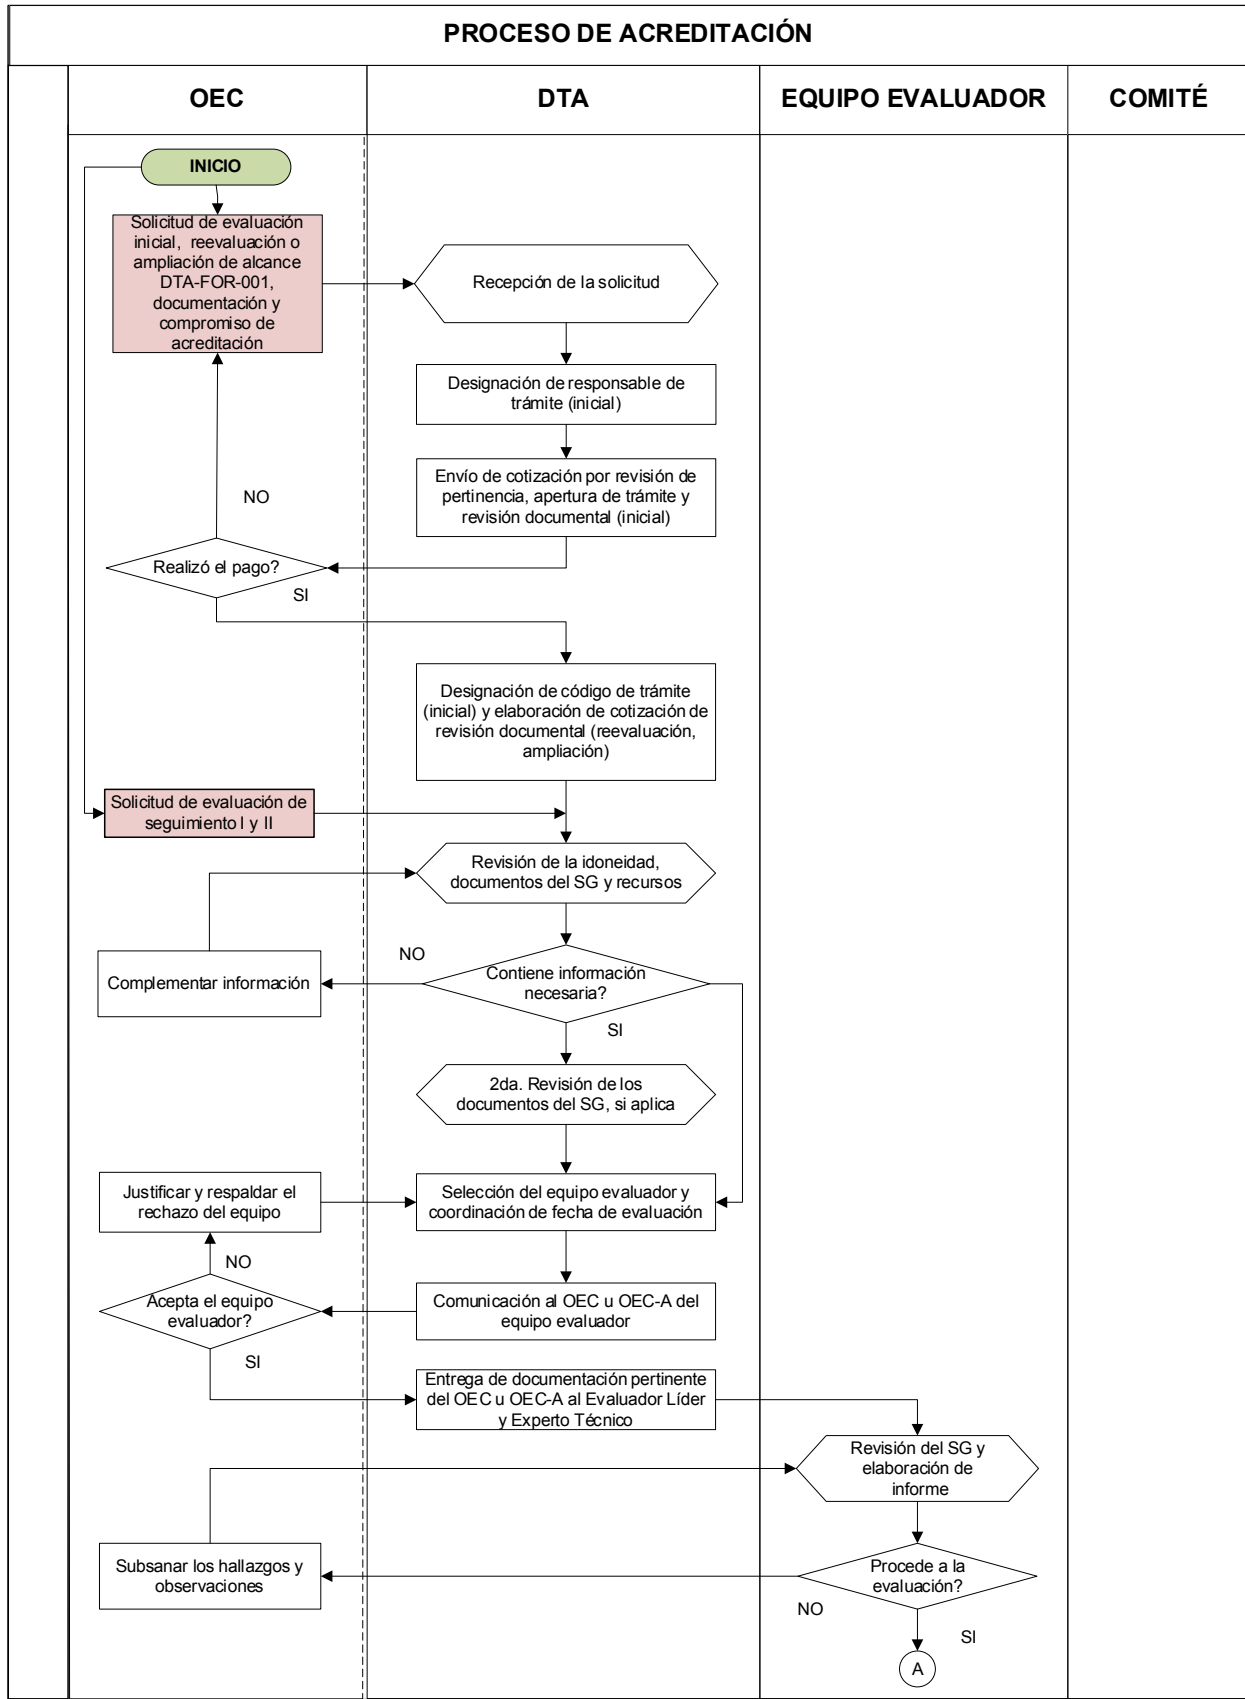 PROCESO DE ACREDITACIÓN
OEC
DTA
EQUIPO EVALUADOR
COMITÉ
INICIO
Solicitud de evaluación
inicial, reevaluación o
ampliación de alcance
DTA-FOR-001,
documentación y
compromiso de
acreditación
Recepción de la solicitud
Designación de responsable de
trámite (inicial)
Envío de cotización por revisión de
pertinencia, apertura de trámite y
revisión documental (inicial)
NO
Realizó el pago?
SI
Designación de código de trámite
(inicial) y elaboración de cotización de
revisión documental (reevaluación,
ampliación)
Solicitud de evaluación de
seguimiento I y II
Revisión de la idoneidad,
documentos del SG y recursos
NO
Complementar información
Contiene información
necesaria?
SI
2da. Revisión de los
documentos del SG, si aplica
Justificar y respaldar el
rechazo del equipo
Selección del equipo evaluador y
coordinación de fecha de evaluación
NO
Acepta el equipo
evaluador?
Comunicación al OEC u OEC-A del
equipo evaluador
SI
Entrega de documentación pertinente
del OEC u OEC-A al Evaluador Líder
y Experto Técnico
Revisión del SG y
elaboración de
informe
Subsanar los hallazgos y
observaciones
Procede a la
evaluación?
NO
SI
A